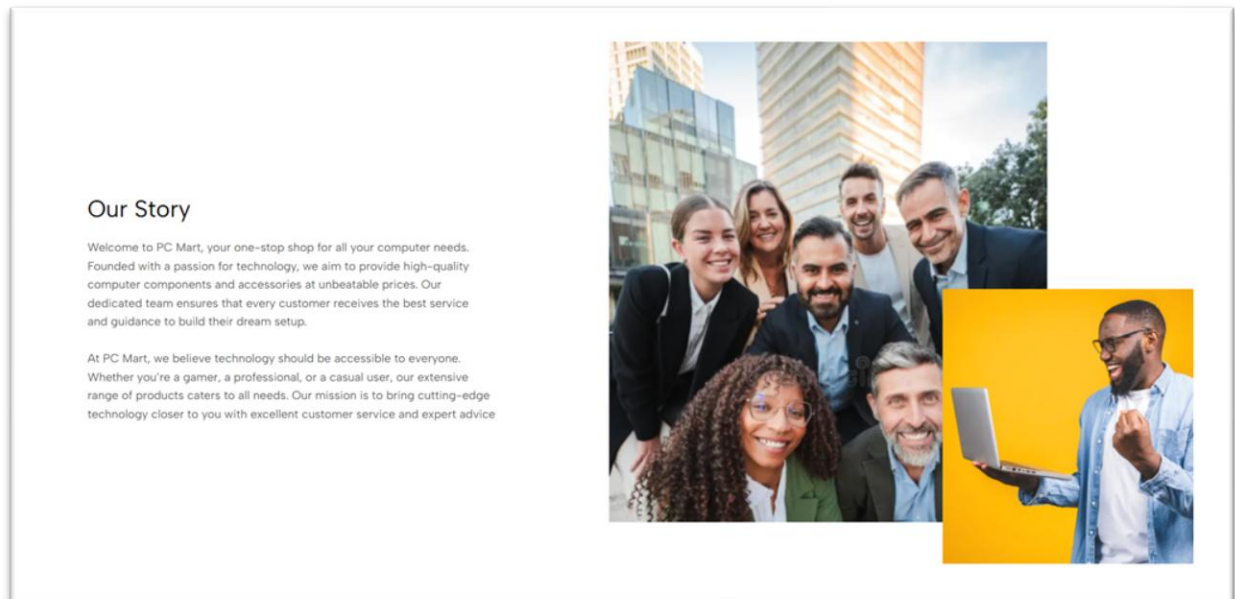 Our Story
Welcome to PC Mart, your one-stop shop for all your computer needs.
Founded with a passion for technology, we aim to provide high-quality
computer components and accessories at unbeatable prices. Our
dedicated team ensures that every customer receives the best service
and guidance to build their dream setup.
At PC Mart, we believe technology should be accessible to everyone.
Whether you're a gamer, a professional, or a casual user, our extensive
range of products caters to all needs. Our mission is to bring cutting-edge
technology closer to you with excellent customer service and expert advice